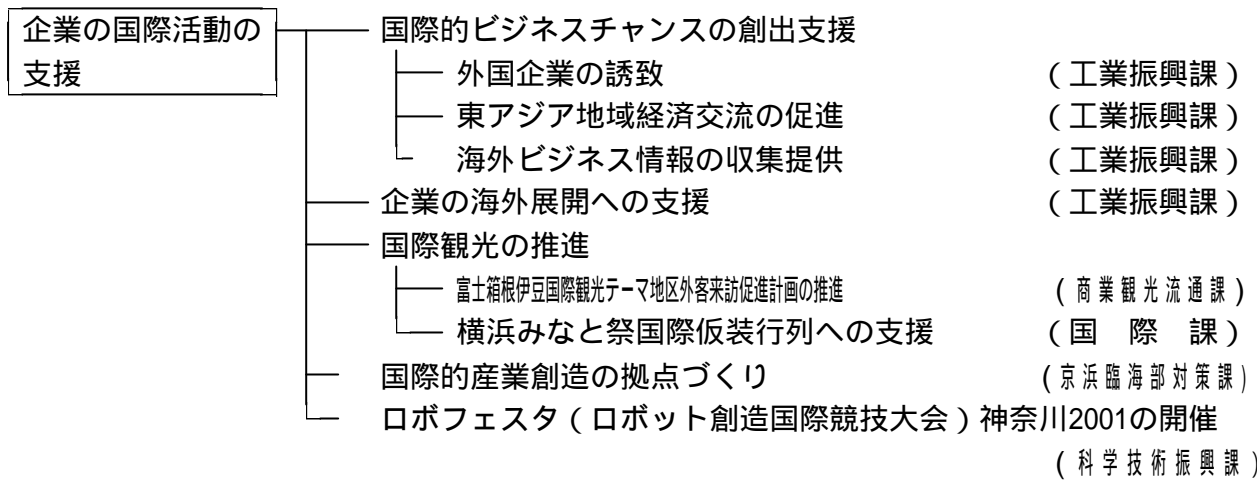 企業の国際活動の 国際的ビジネスチャンスの創出支援
支援 外国企業の誘致 (工業振興課)
東アジア地域経済交流の促進 (工業振興課)
海外ビジネス情報の収集提供 (工業振興課)
企業の海外展開への支援 (工業振興課)
国際観光の推進
富士箱根伊豆国際観光テーマ地区外客来訪促進計画の推進 (商業観光流通課)
横浜みなと祭国際仮装行列への支援 (国 際 課)
国際的産業創造の拠点づくり (京浜臨海部対策課)
ロボフェスタ(ロボット創造国際競技大会)神奈川2001の開催
(科学技術振興課)